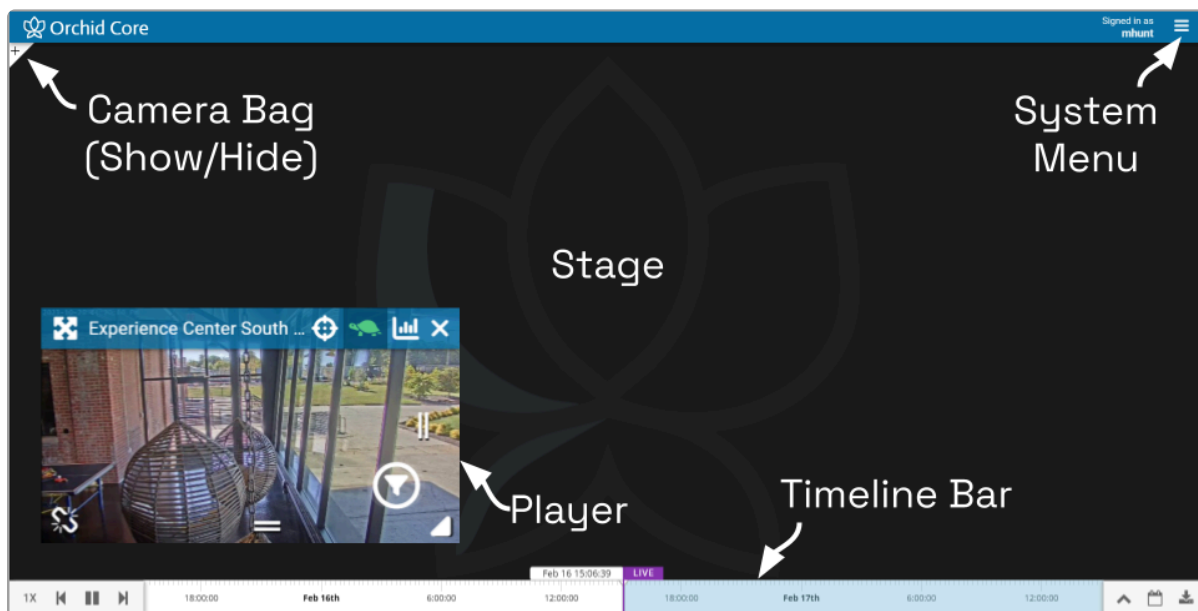 Orchid Core
Signed in as
mhunt
+
Camera Bag
(Show/Hide)
System
Menu
Stage
Experience Center South ...
Player
Timeline Bar
Feb 16 15:06:39
LIVE
1X
18:00:00
Feb 16th
6:00:00
12:00:00
18:00:00
Feb 17th
6:00:00
12:00:00